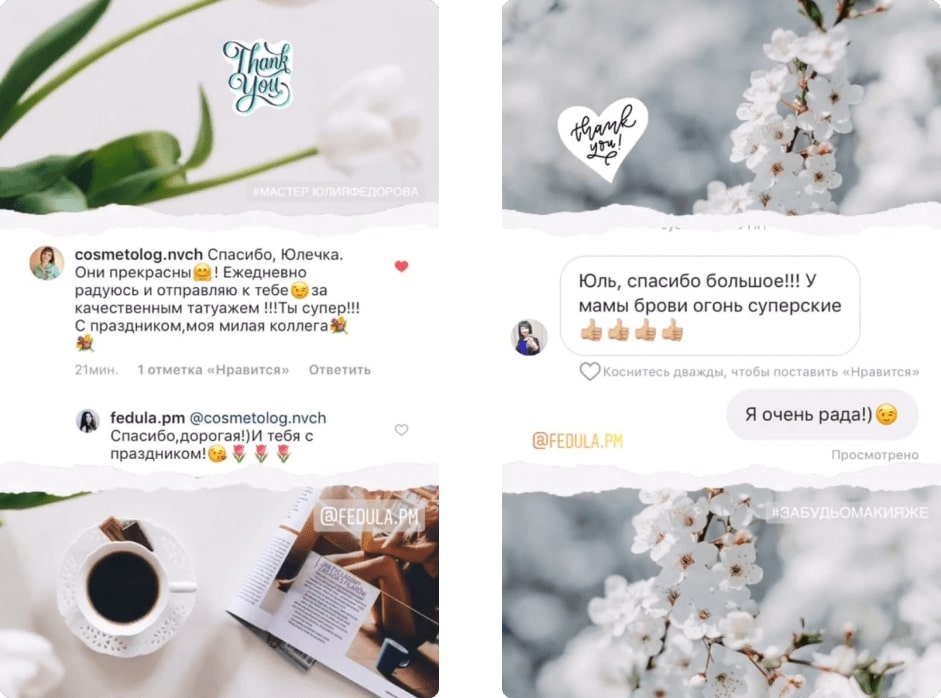 Thank
You
#МАСТЕР ЮЛИЯФЕДОРОВА
cosmetolog.nvch Спасибо, Юлечка.
Они прекрасны🤗! Ежедневно
радуюсь и отправляю к тебе😉за
качественным татуажем !!!Ты супер!!!
С праздником,моя милая коллега💐
💐
21мин. 1 отметка «Нравится» Ответить
fedula.pm @cosmetolog.nvch
Спасибо,дорогая!)И тебя с
праздником!😘🌷🌷🌷
@FEDULA.PM
thank
you!
Юль, спасибо большое!!! У
мамы брови огонь суперские
👍🏼👍🏼👍🏼👍🏼
Коснитесь дважды, чтобы поставить «Нравится»
Я очень рада!)😉
@FEDULA.PM
Просмотрено
#ЗАБУДЬОМАКИЯЖЕ